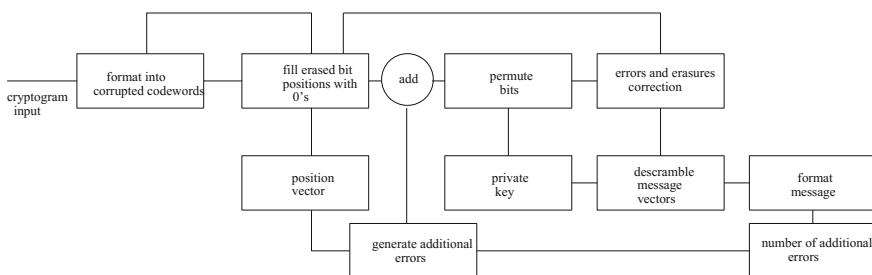 cryptogram
input
format into
corrupted codewords
fill erased bit
positions with
0's
add
permute
bits
errors and erasures
correction
position
vector
private
key
descramble
message
vectors
format
message
generate additional
errors
number of additional
errors